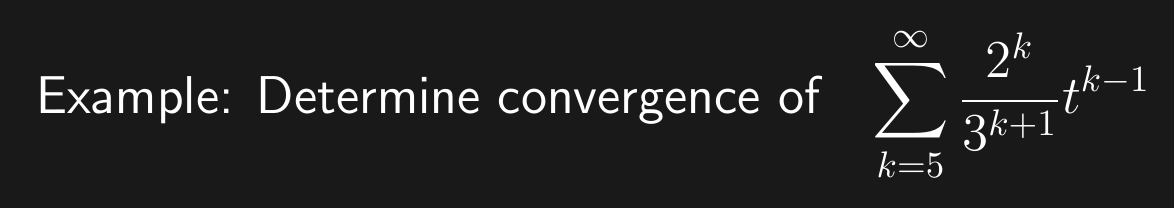 Example: Determine convergence of $\sum_{k=5}^{\infty} \frac{2^k}{3^{k+1}} t^{k-1}$